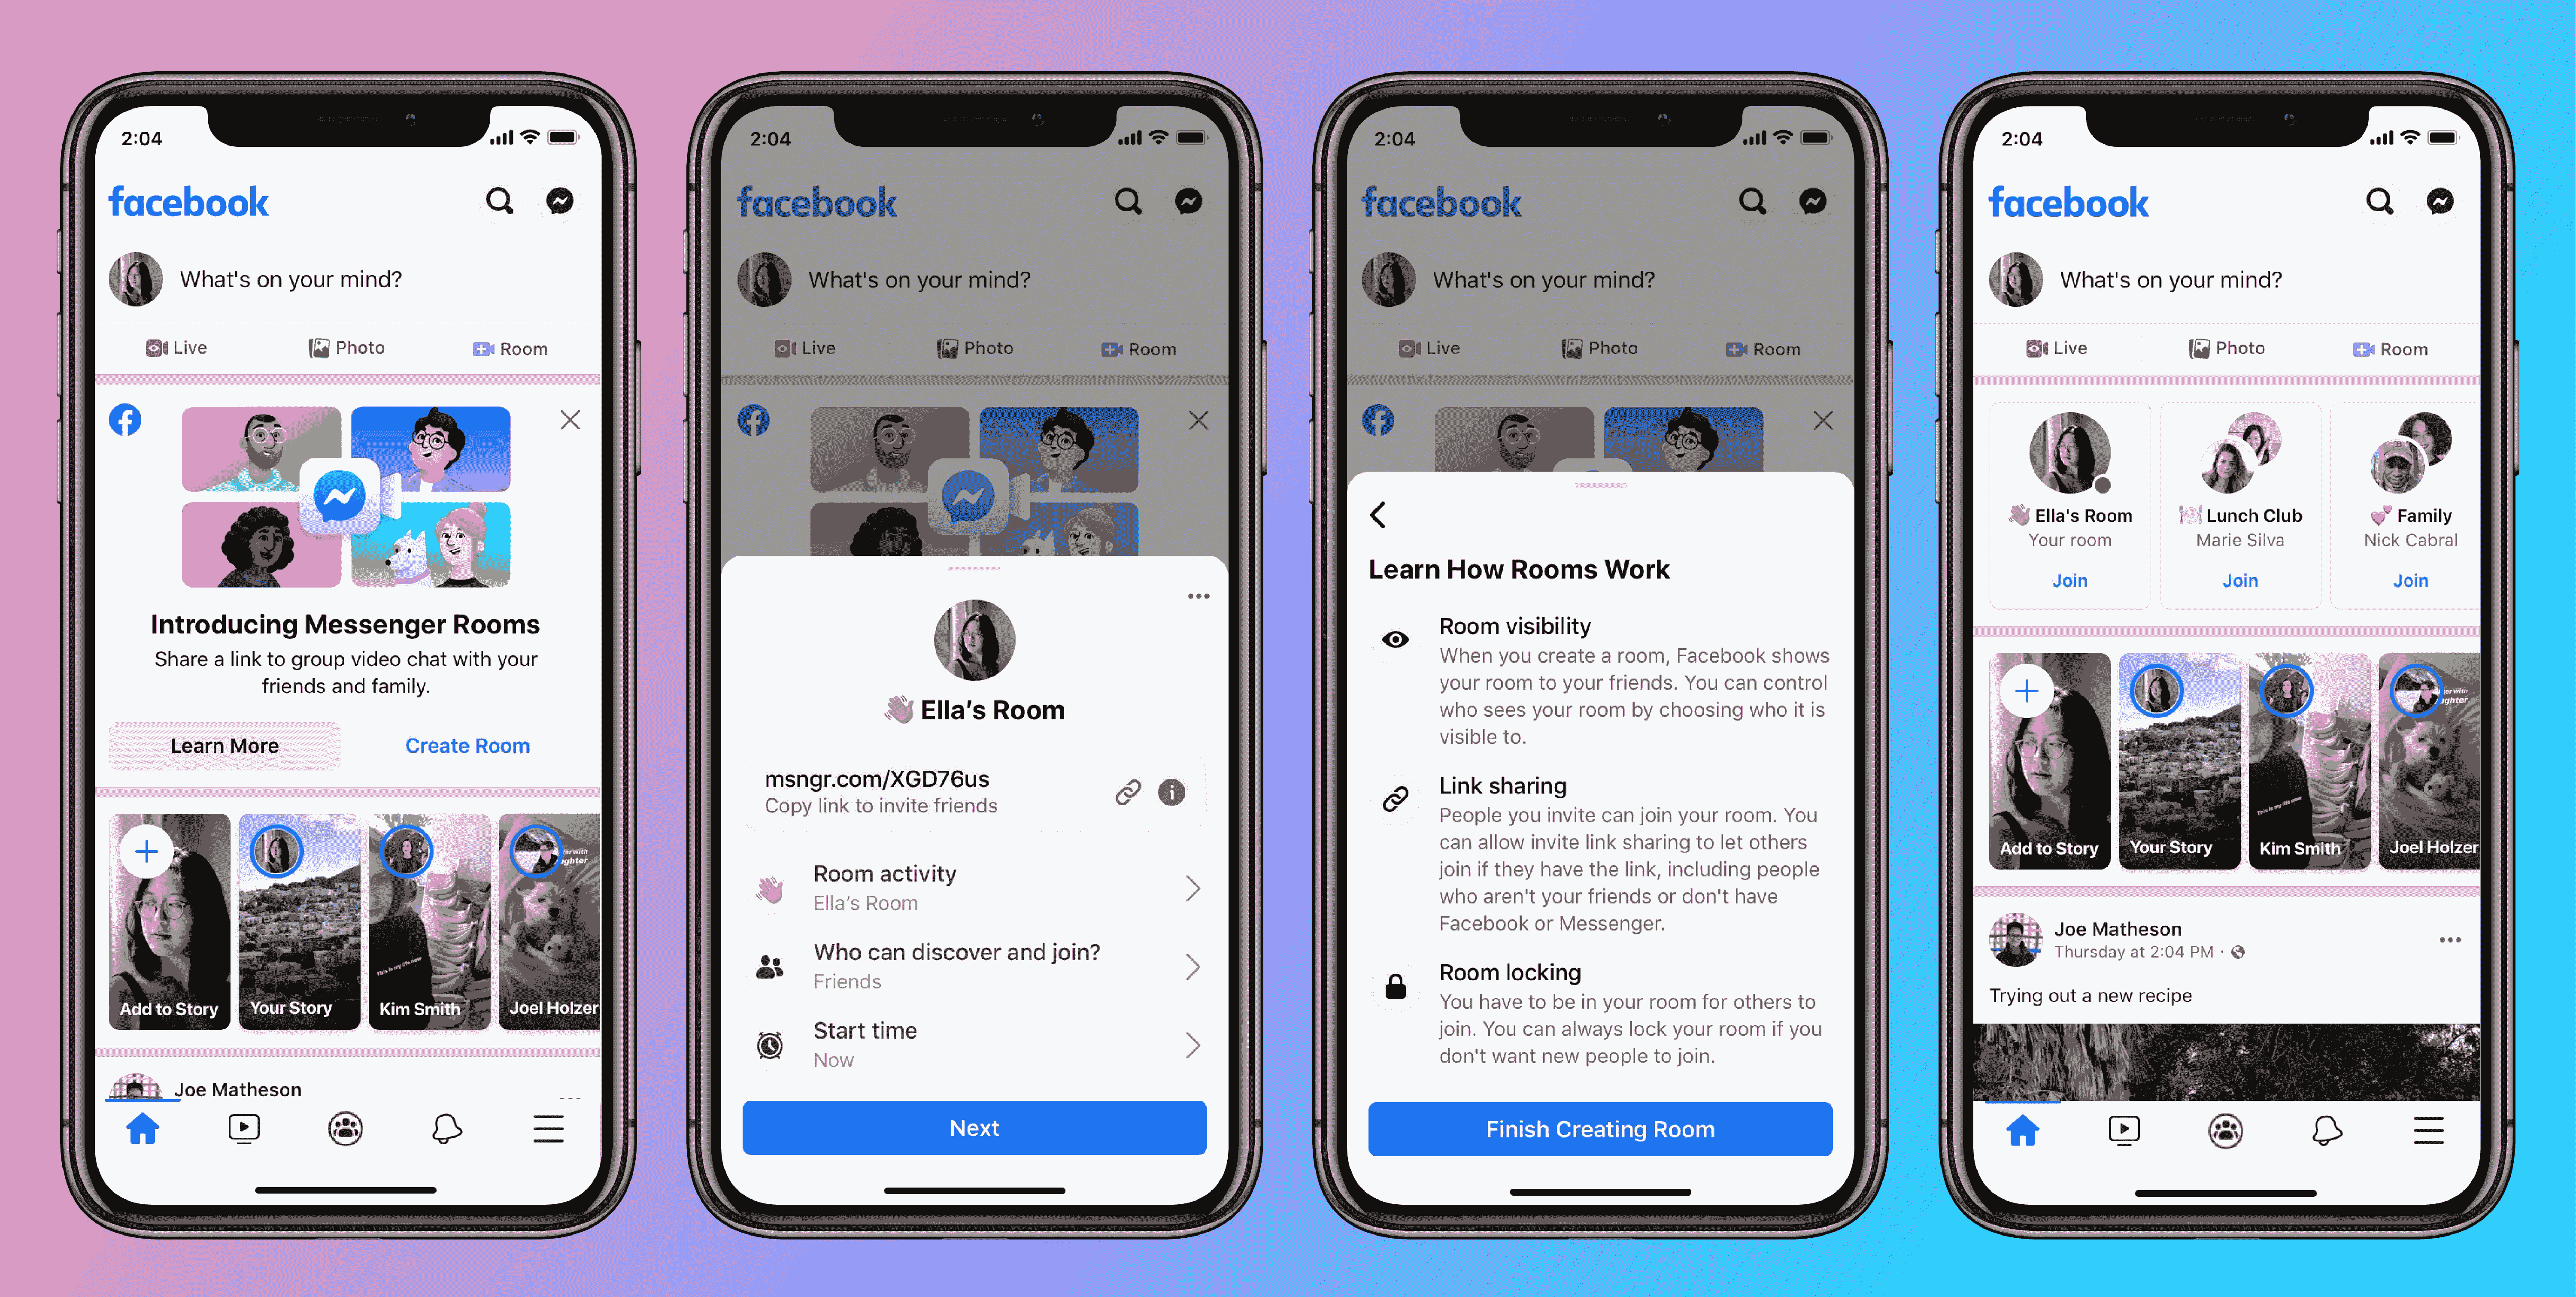 2:04
facebook
What's on your mind?
Live Photo Room
Introducing Messenger Rooms
Share a link to group video chat with your
friends and family.
Learn More Create Room
Add to Story Your Story Kim Smith Joel Holzer
This is my life now
Joe Matheson
2:04
facebook
What's on your mind?
Live Photo Room
Ella’s Room
msngr.com/XGD76us
Copy link to invite friends
Room activity
Ella’s Room
Who can discover and join?
Friends
Start time
Now
Next
2:04
facebook
What's on your mind?
Live Photo Room
Learn How Rooms Work
Room visibility
When you create a room, Facebook shows
your room to your friends. You can control
who sees your room by choosing who it is
visible to.
Link sharing
People you invite can join your room. You
can allow invite link sharing to let others
join if they have the link, including people
who aren't your friends or don't have
Facebook or Messenger.
Room locking
You have to be in your room for others to
join. You can always lock your room if you
don't want new people to join.
Finish Creating Room
2:04
facebook
What's on your mind?
Live Photo Room
Ella's Room Lunch Club Family
Your room Marie Silva Nick Cabral
Join Join Join
This is my life now
Add to Story Your Story Kim Smith Joel Holzer
Joe Matheson
Thursday at 2:04 PM ·
Trying out a new recipe